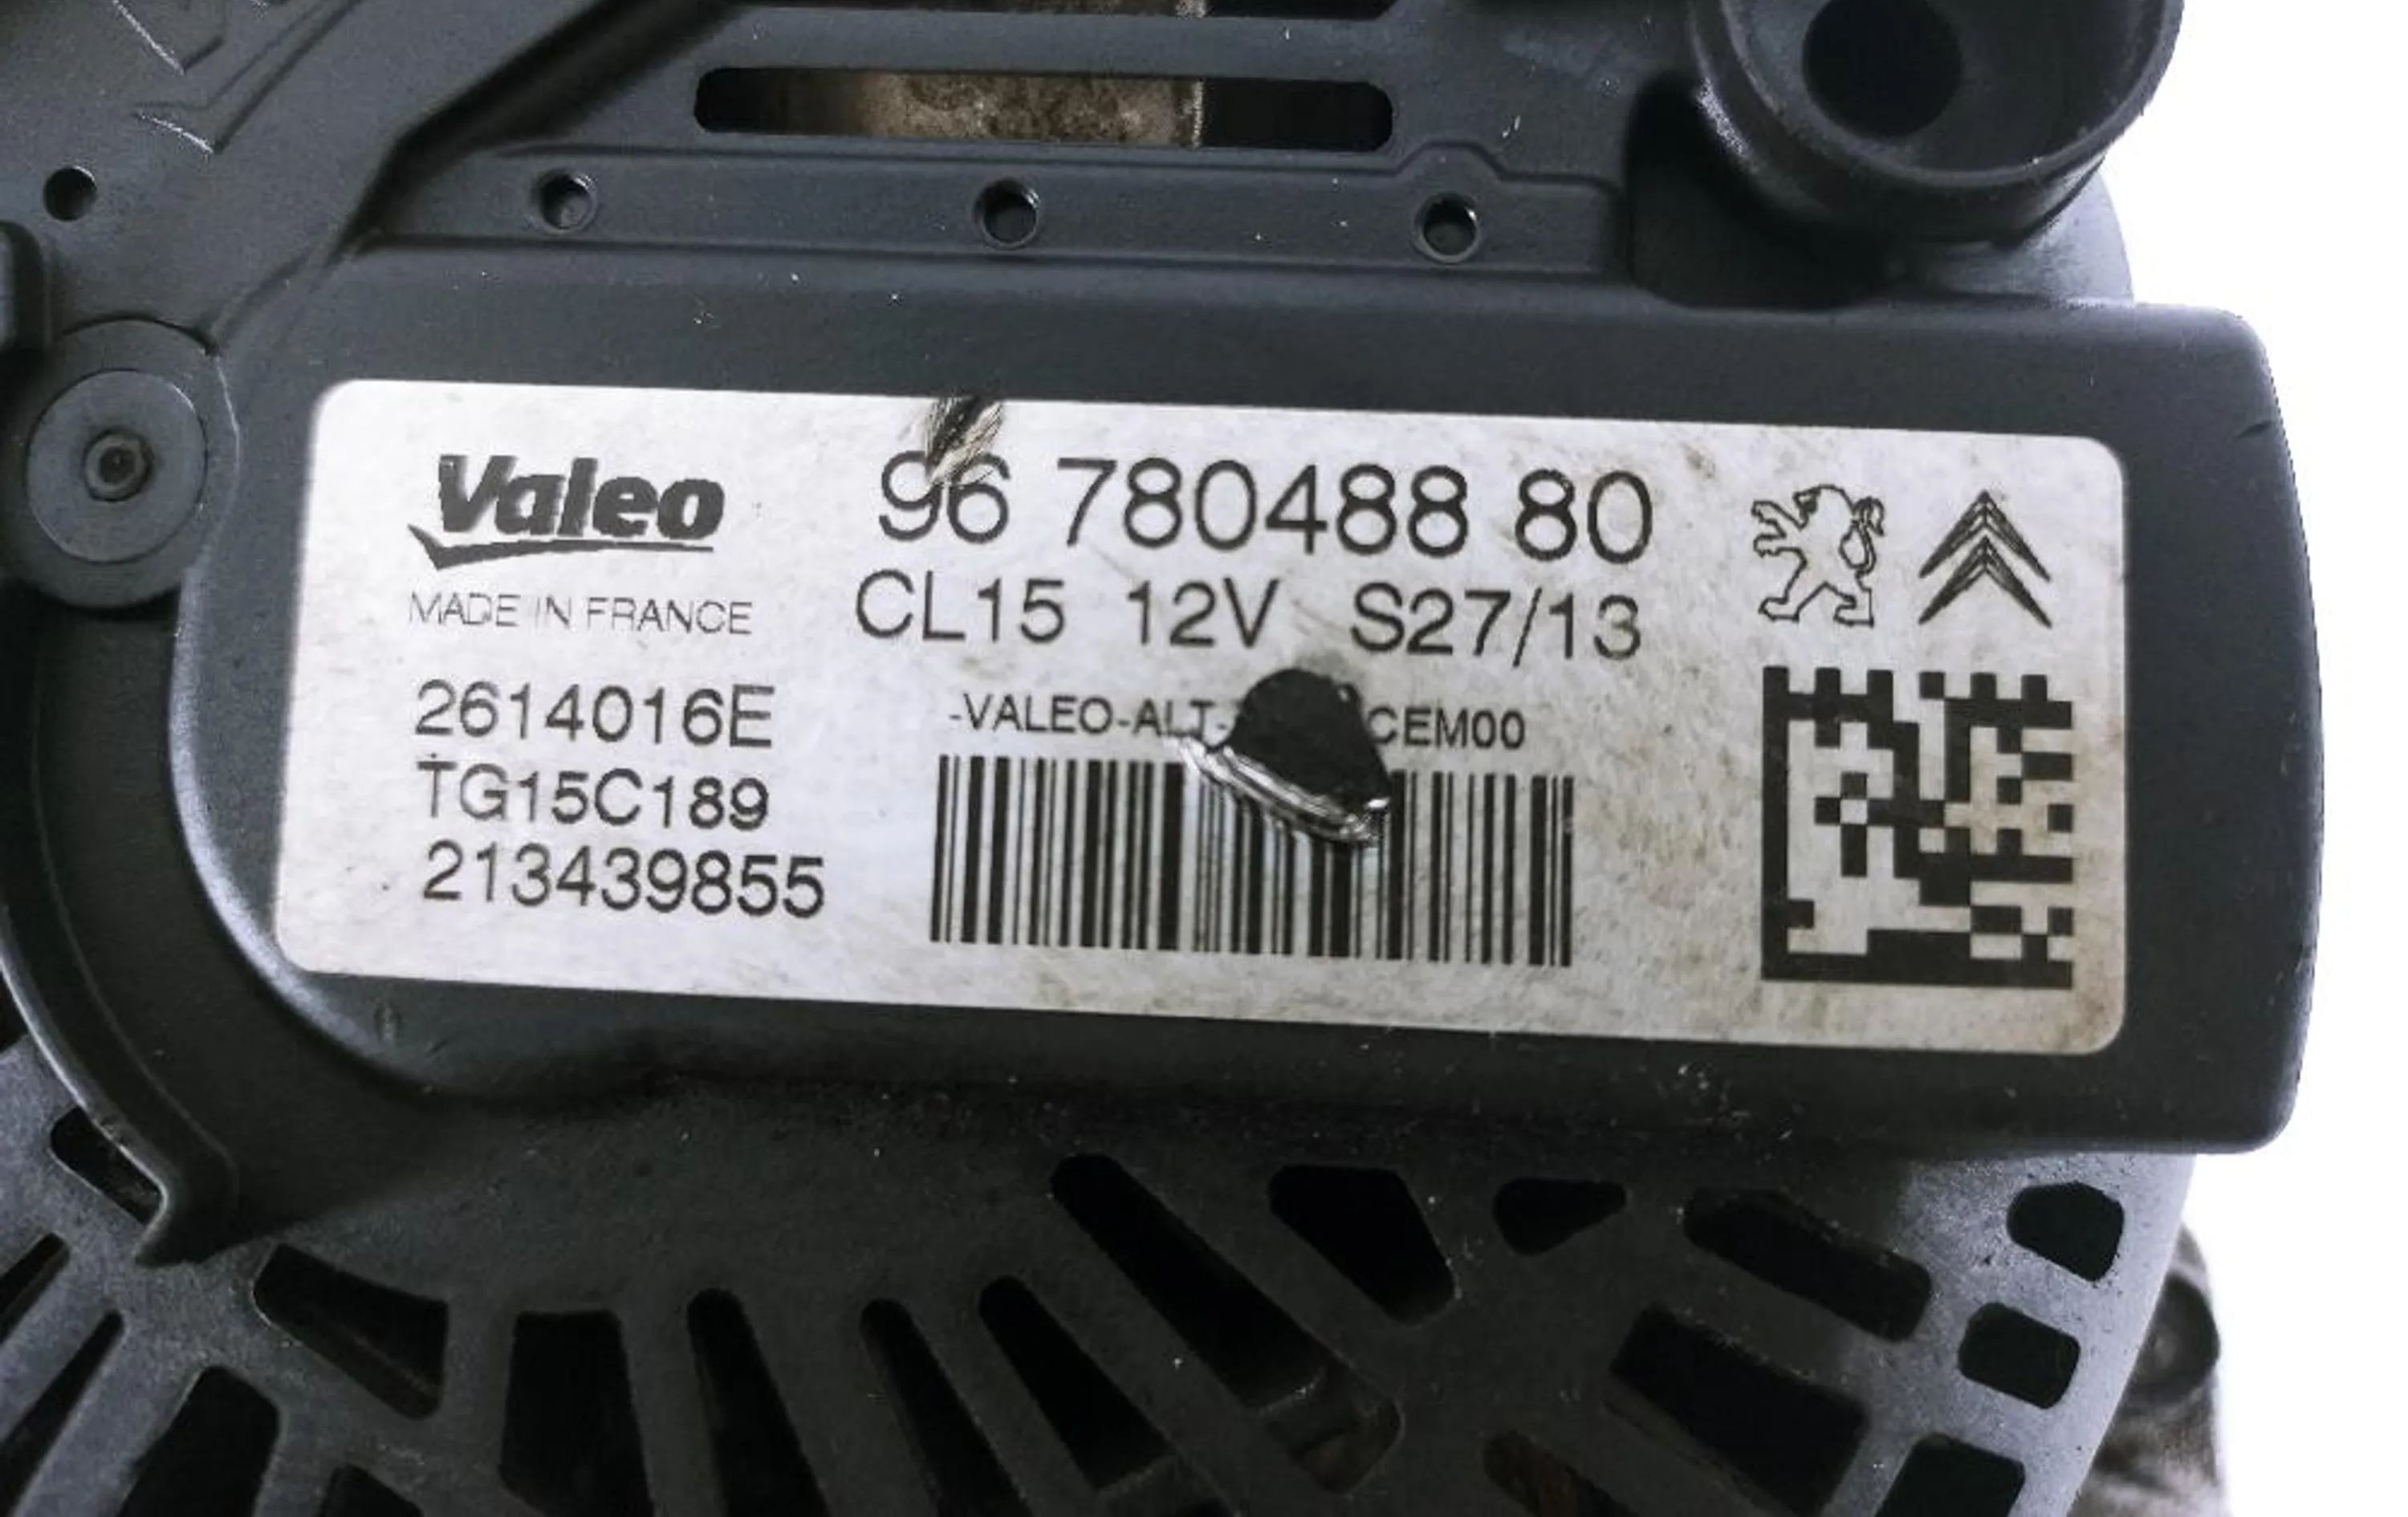 Valeo
MADE IN FRANCE
2614016E
TG15C189
213439855
96 780488 80
CL15 12V S27/13
-VALEO-ALT- CEM00